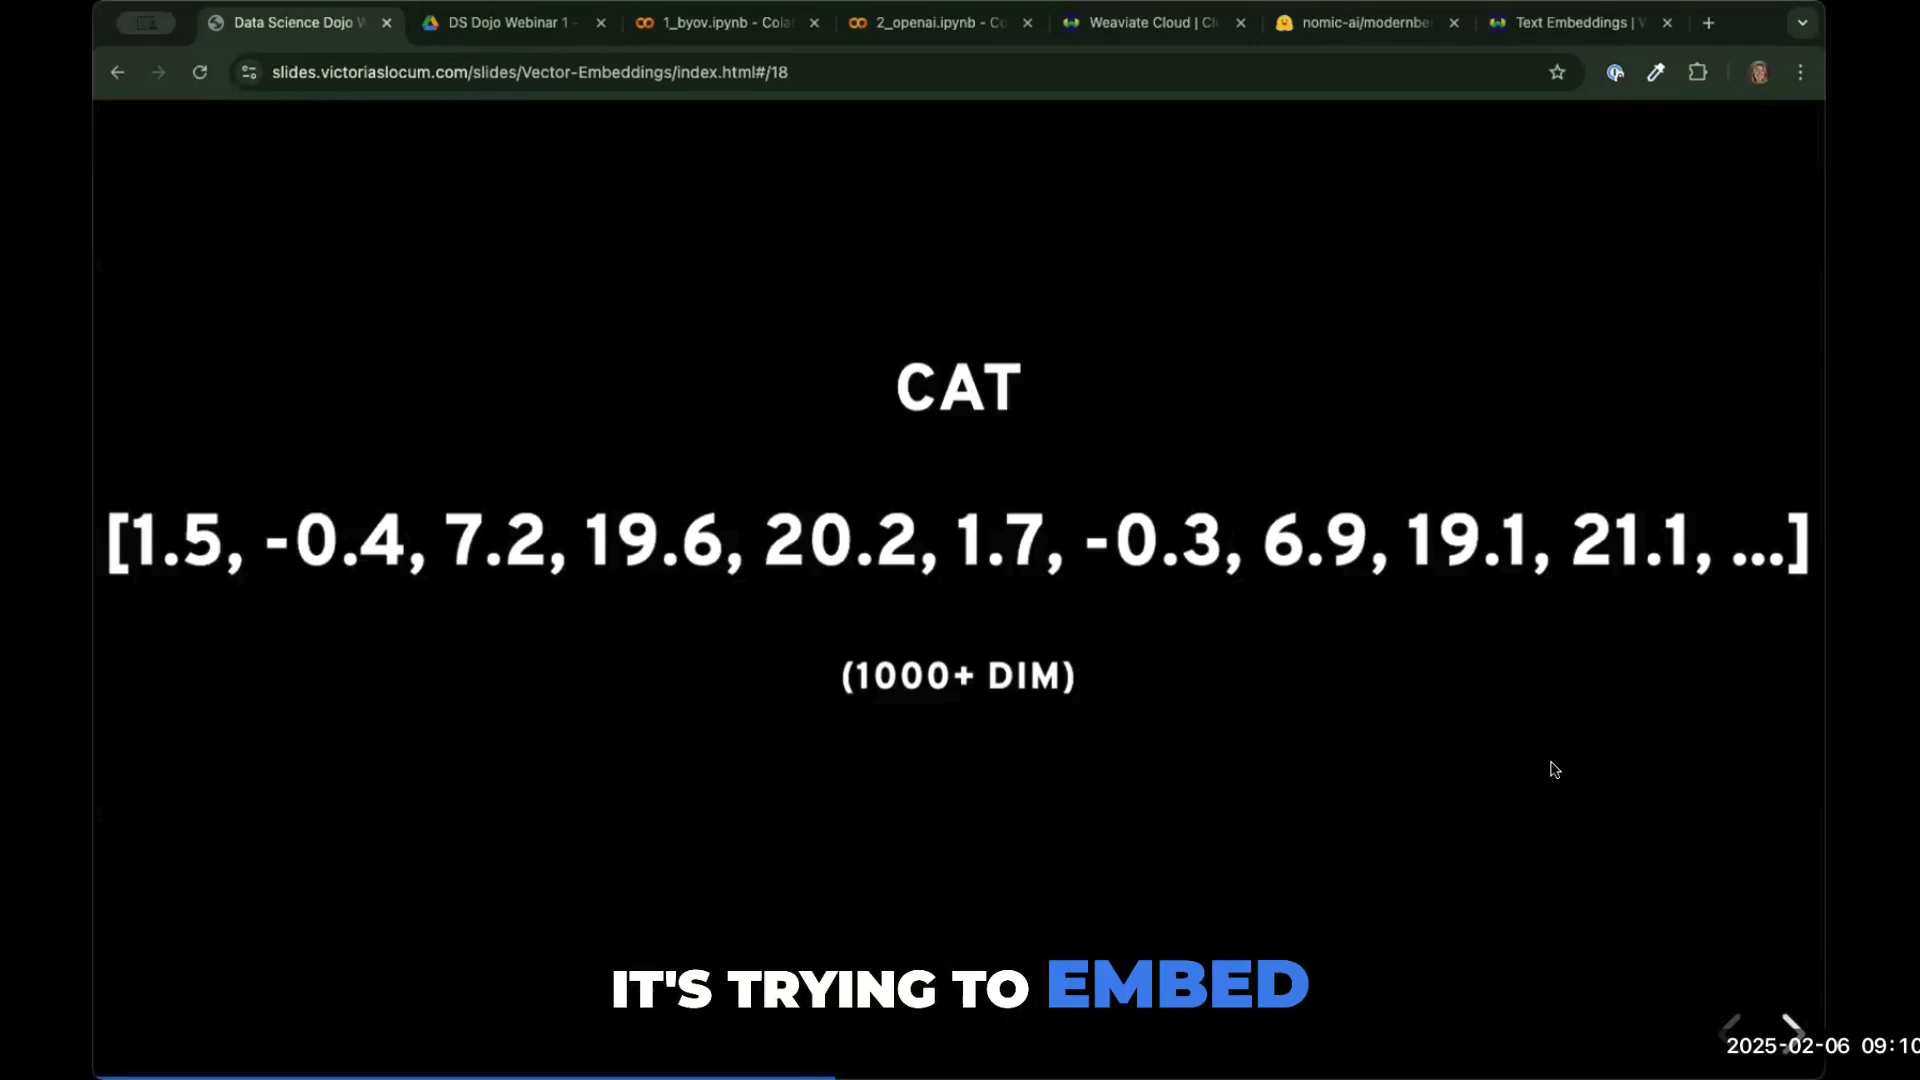 Data Science Dojo W
DS Dojo Webinar 1 -
1_byov.ipynb - Cola
2_openai.ipynb - Co
Weaviate Cloud | Cl
nomic-ai/modernbe
Text Embeddings | W
slides.victoriaslocum.com/slides/Vector-Embeddings/index.html#/18
CAT
[1.5, -0.4, 7.2, 19.6, 20.2, 1.7, -0.3, 6.9, 19.1, 21.1, ...]
(1000+ DIM)
IT'S TRYING TO EMBED
2025-02-06 09:10